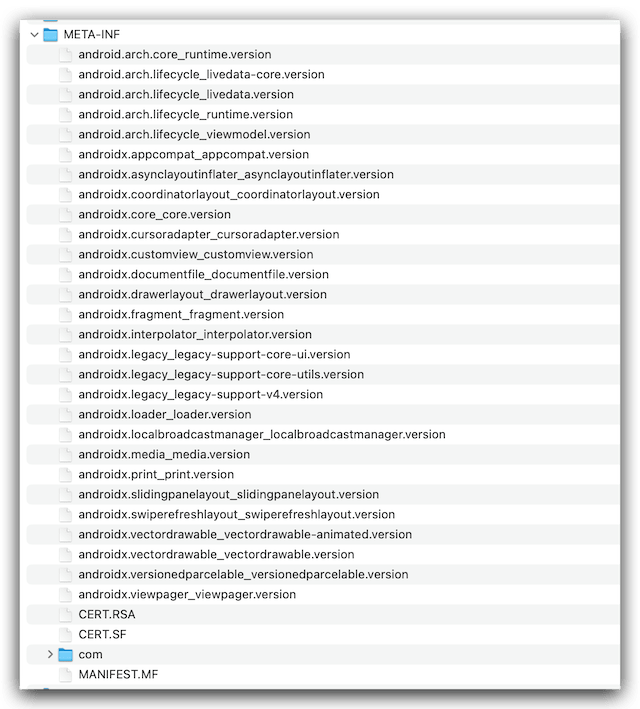 META-INF
android.arch.core_runtime.version
android.arch.lifecycle_livedata-core.version
android.arch.lifecycle_livedata.version
android.arch.lifecycle_runtime.version
android.arch.lifecycle_viewmodel.version
androidx.appcompat_appcompat.version
androidx.asynclayoutinflater_asynclayoutinflater.version
androidx.coordinatorlayout_coordinatorlayout.version
androidx.core_core.version
androidx.cursoradapter_cursoradapter.version
androidx.customview_customview.version
androidx.documentfile_documentfile.version
androidx.drawerlayout_drawerlayout.version
androidx.fragment_fragment.version
androidx.interpolator_interpolator.version
androidx.legacy_legacy-support-core-ui.version
androidx.legacy_legacy-support-core-utils.version
androidx.legacy_legacy-support-v4.version
androidx.loader_loader.version
androidx.localbroadcastmanager_localbroadcastmanager.version
androidx.media_media.version
androidx.print_print.version
androidx.slidingpanelayout_slidingpanelayout.version
androidx.swiperefreshlayout_swiperefreshlayout.version
androidx.vectordrawable_vectordrawable-animated.version
androidx.vectordrawable_vectordrawable.version
androidx.versionedparcelable_versionedparcelable.version
androidx.viewpager_viewpager.version
CERT.RSA
CERT.SF
com
MANIFEST.MF